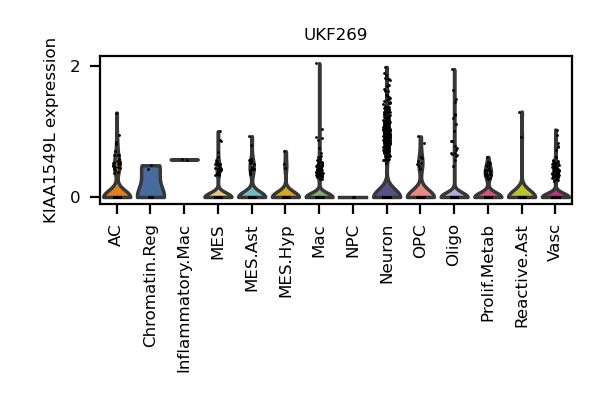 UKF269
KIAA1549L expression
2
0
AC
Chromatin.Reg
Inflammatory.Mac
MES
MES.Ast
MES.Hyp
Mac
NPC
Neuron
OPC
Oligo
Prolif.Metab
Reactive.Ast
Vasc